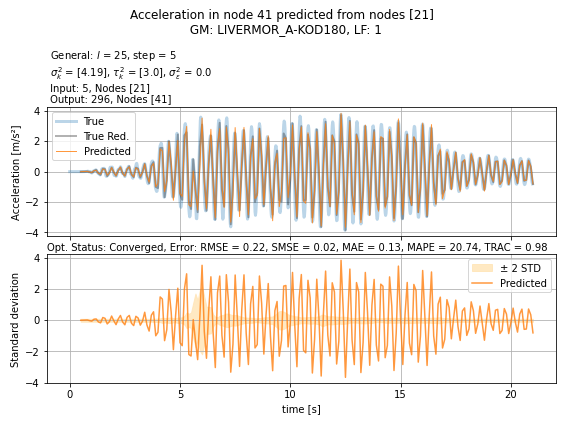 Acceleration in node 41 predicted from nodes [21]
GM: LIVERMOR_A-KOD180, LF: 1
General: l = 25, step = 5
σ²ₖ = [4.19], τ²ₖ = [3.0], σ²ε = 0.0
Input: 5, Nodes [21]
Output: 296, Nodes [41]
Acceleration [m/s²]
4
2
0
−2
−4
True
True Red.
Predicted
Opt. Status: Converged, Error: RMSE = 0.22, SMSE = 0.02, MAE = 0.13, MAPE = 20.74, TRAC = 0.98
Standard deviation
4
2
0
−2
−4
± 2 STD
Predicted
0 5 10 15 20
time [s]